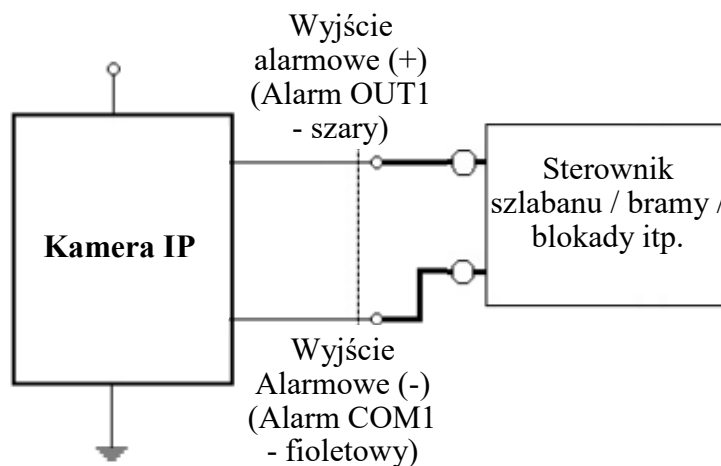 Wyjście
alarmowe (+)
(Alarm OUT1
- szary)
Kamera IP
Sterownik
szlabanu / bramy /
blokady itp.
Wyjście
Alarmowe (-)
(Alarm COM1
- fioletowy)